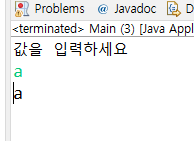 Problems @ Javadoc D
<terminated> Main (3) [Java Appl
값을 입력하세요
a
a